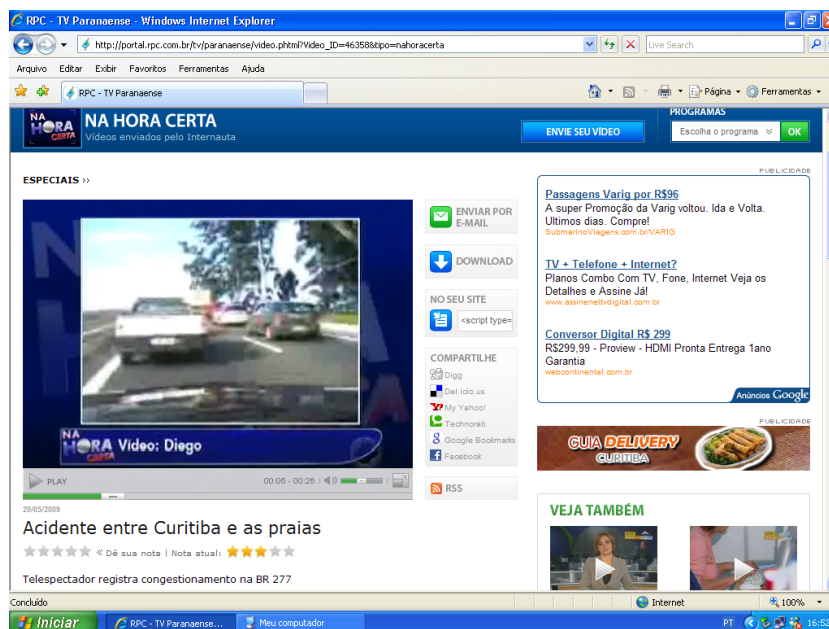 RPC - TV Paranaense - Windows Internet Explorer
http://portal.rpc.com.br/tv/paranaense/video.phtml?Video_ID=46358&tipo=nahoracerta
Live Search
Arquivo Editar Exibir Favoritos Ferramentas Ajuda
RPC - TV Paranaense
Página Ferramentas
NA HORA CERTA
NA HORA CERTA
Vídeos enviados pelo Internauta
ENVIE SEU VÍDEO
PROGRAMAS
Escolha o programa
OK
ESPECIAIS »
NA HORA CERTA
NA HORA CERTA Vídeo: Diego
PLAY
00:05 - 00:26
20/05/2009
Acidente entre Curitiba e as praias
« Dê sua nota | Nota atual:
Telespectador registra congestionamento na BR 277
ENVIAR POR
E-MAIL
DOWNLOAD
NO SEU SITE
<script type=
COMPARTILHE
Digg
Del.icio.us
My Yahoo!
Technorati
Google Bookmarks
Facebook
RSS
PUBLICIDADE
Passagens Varig por R$96
A super Promoção da Varig voltou. Ida e Volta.
Ultimos dias. Compre!
SubmarinoViagens.com.br/VARIG
TV + Telefone + Internet?
Planos Combo Com TV, Fone, Internet Veja os
Detalhes e Assine Já!
www.assinenettvdigital.com.br
Conversor Digital R$ 299
R$299,99 - Proview - HDMI Pronta Entrega 1ano
Garantia
webcontinental.com.br
Anúncios Google
PUBLICIDADE
GUIA DELIVERY
CURITIBA
VEJA TAMBÉM
Concluído
Internet
100%
Iniciar
RPC - TV Paranaense...
Meu computador
PT
16:52